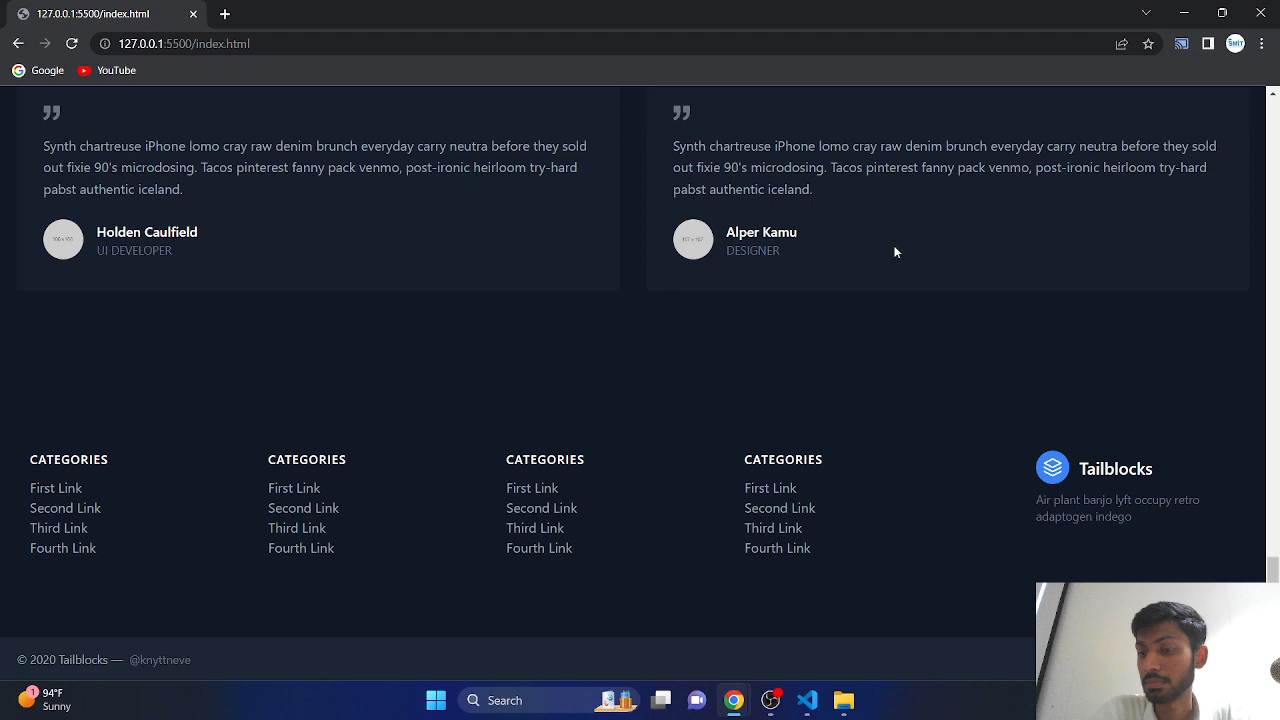 127.0.0.1:5500/index.html
127.0.0.1:5500/index.html
SMIT
Google
YouTube
Synth chartreuse iPhone lomo cray raw denim brunch everyday carry neutra before they sold
out fixie 90's microdosing. Tacos pinterest fanny pack venmo, post-ironic heirloom try-hard
pabst authentic iceland.
Holden Caulfield
UI DEVELOPER
Synth chartreuse iPhone lomo cray raw denim brunch everyday carry neutra before they sold
out fixie 90's microdosing. Tacos pinterest fanny pack venmo, post-ironic heirloom try-hard
pabst authentic iceland.
107 x 107
Alper Kamu
DESIGNER
CATEGORIES
First Link
Second Link
Third Link
Fourth Link
CATEGORIES
First Link
Second Link
Third Link
Fourth Link
CATEGORIES
First Link
Second Link
Third Link
Fourth Link
CATEGORIES
First Link
Second Link
Third Link
Fourth Link
Tailblocks
Air plant banjo lyft occupy retro
adaptogen indego
© 2020 Tailblocks — @knyttneve
1
94°F
Sunny
Search